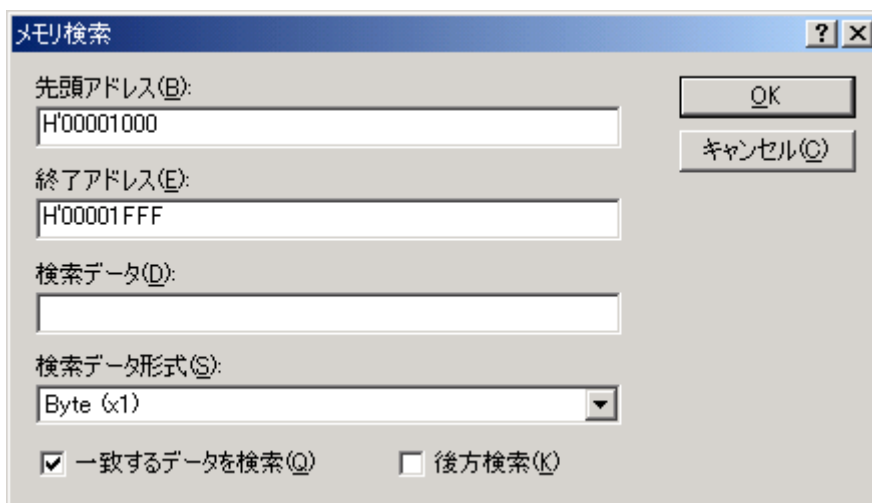 メモリ検索
先頭アドレス(B):
H'00001000
終了アドレス(E):
H'00001FFF
検索データ(D):
検索データ形式(S):
Byte (x1)
一致するデータを検索(Q)
後方検索(K)
OK
キャンセル(C)